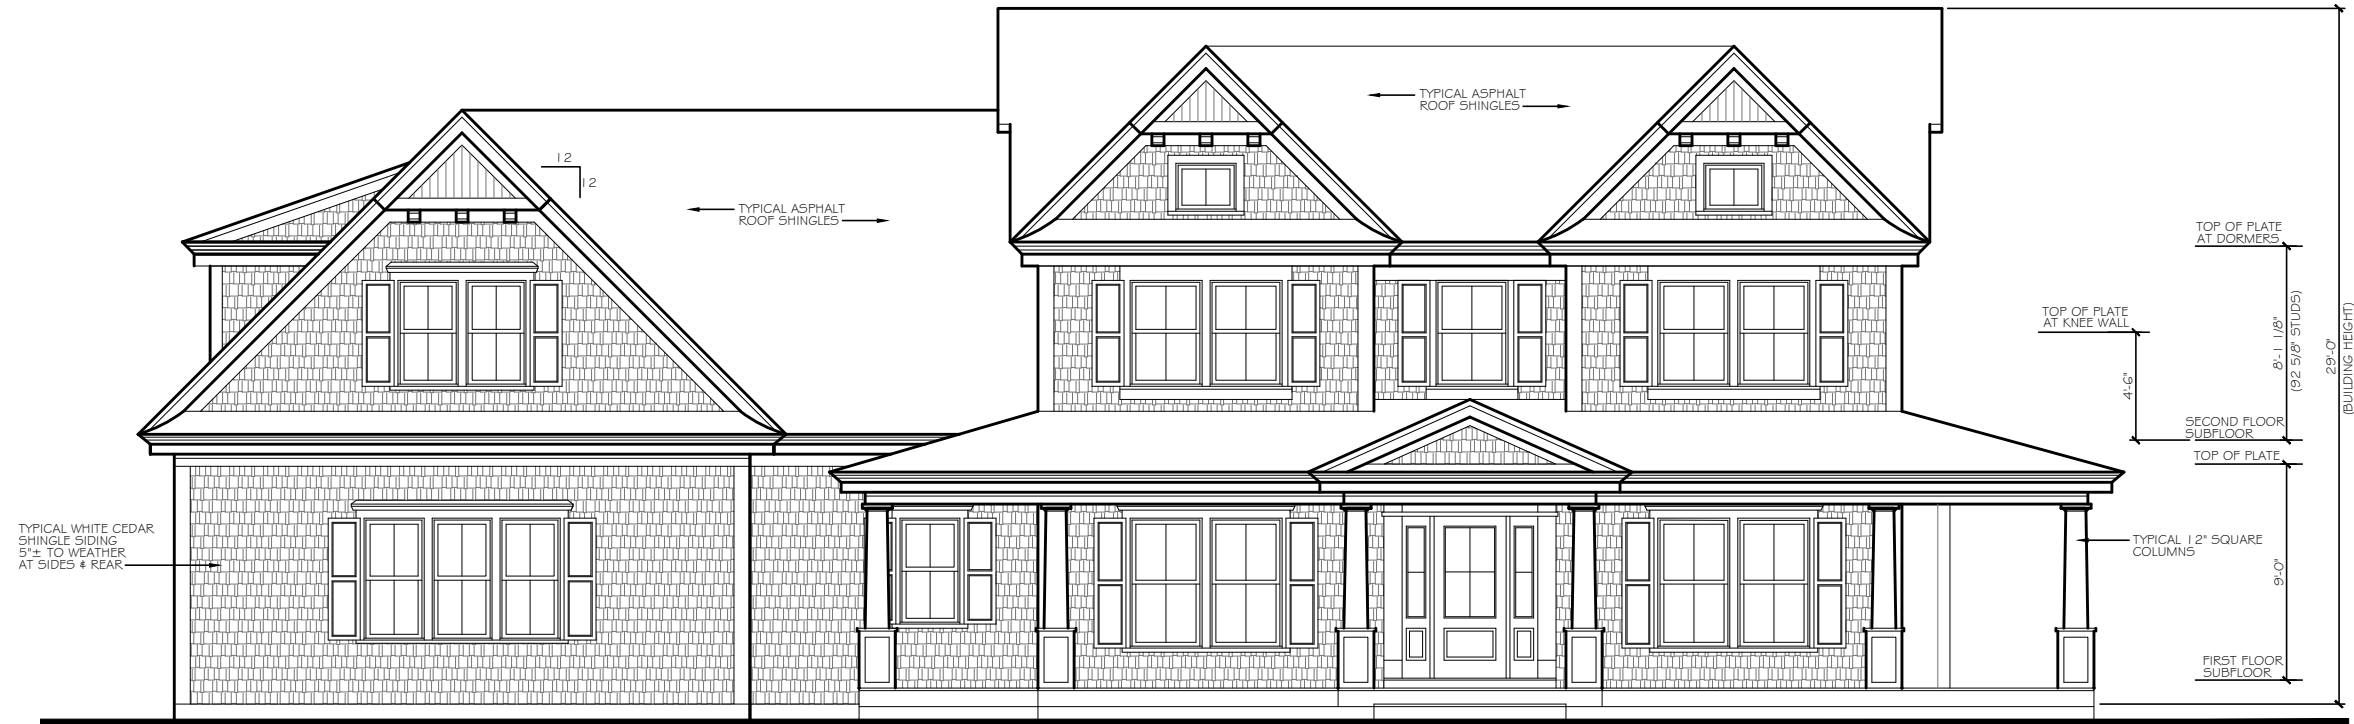 12
12
TYPICAL ASPHALT
ROOF SHINGLES
TYPICAL ASPHALT
ROOF SHINGLES
TOP OF PLATE
AT DORMERS
TOP OF PLATE
AT KNEE WALL
4'-6"
8'-1 1/8"
(92 5/8" STUDS)
29'-0"
(BUILDING HEIGHT)
SECOND FLOOR
SUBFLOOR
TOP OF PLATE
TYPICAL WHITE CEDAR
SHINGLE SIDING
5"± TO WEATHER
AT SIDES & REAR
TYPICAL 12" SQUARE
COLUMNS
9'-0"
FIRST FLOOR
SUBFLOOR